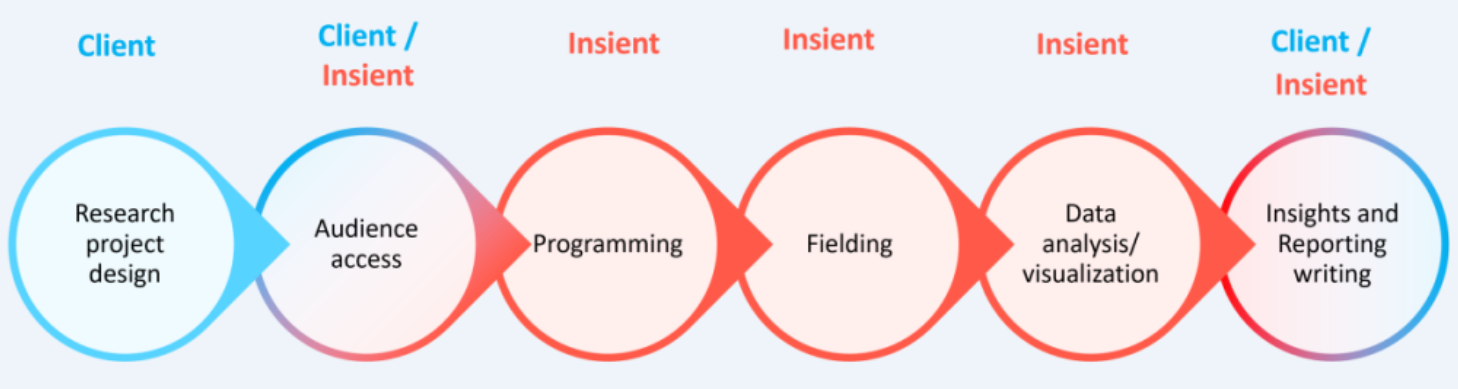 Client
Client /
Insient
Insient
Insient
Insient
Client /
Insient
Research
project
design
Audience
access
Programming
Fielding
Data
analysis/
visualization
Insights and
Reporting
writing